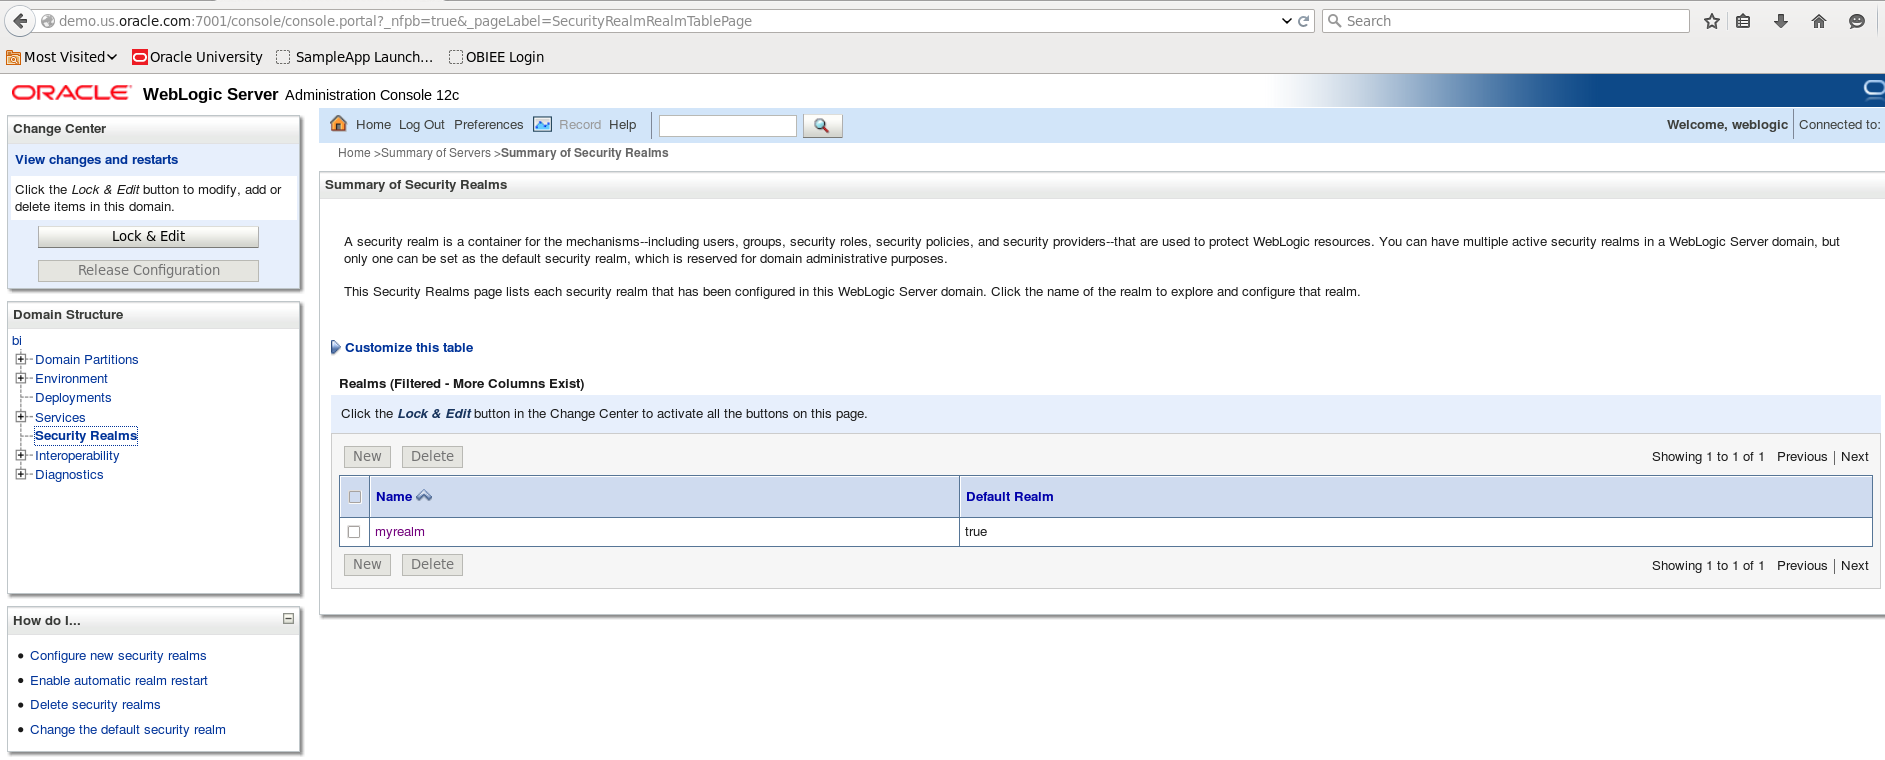 demo.us.oracle.com:7001/console/console.portal?_nfpb=true&_pageLabel=SecurityRealmRealmTablePage
Search
Most Visited
Oracle University
SampleApp Launch...
OBIEE Login
ORACLE WebLogic Server Administration Console 12c
Change Center
View changes and restarts
Click the Lock & Edit button to modify, add or
delete items in this domain.
Lock & Edit
Release Configuration
Domain Structure
bi
Domain Partitions
Environment
Deployments
Services
Security Realms
Interoperability
Diagnostics
How do I...
Configure new security realms
Enable automatic realm restart
Delete security realms
Change the default security realm
Home Log Out Preferences Record Help
Welcome, weblogic Connected to:
Home >Summary of Servers >Summary of Security Realms
Summary of Security Realms
A security realm is a container for the mechanisms--including users, groups, security roles, security policies, and security providers--that are used to protect WebLogic resources. You can have multiple active security realms in a WebLogic Server domain, but
only one can be set as the default security realm, which is reserved for domain administrative purposes.
This Security Realms page lists each security realm that has been configured in this WebLogic Server domain. Click the name of the realm to explore and configure that realm.
Customize this table
Realms (Filtered - More Columns Exist)
Click the Lock & Edit button in the Change Center to activate all the buttons on this page.
New Delete
Showing 1 to 1 of 1 Previous | Next
Name Default Realm
myrealm true
New Delete
Showing 1 to 1 of 1 Previous | Next